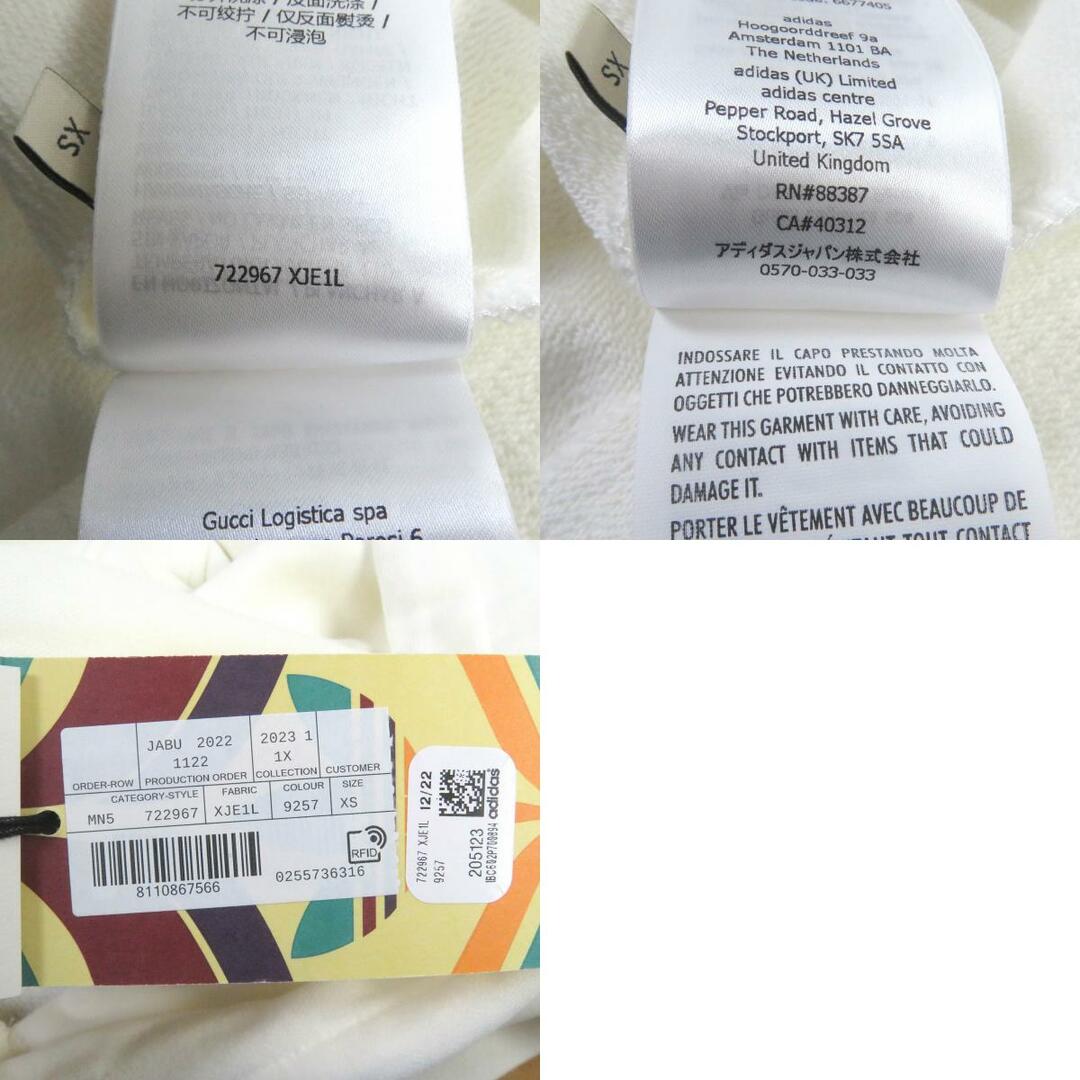 不可绞拧 / 仅反面熨烫 /
不可浸泡
XS
722967 XJE1L
Gucci Logistica spa
6677405
adidas
Hoogoorddreef 9a
Amsterdam 1101 BA
The Netherlands
adidas (UK) Limited
adidas centre
Pepper Road, Hazel Grove
Stockport, SK7 5SA
United Kingdom
RN#88387
CA#40312
アディダスジャパン株式会社
0570-033-033
XS
INDOSSARE IL CAPO PRESTANDO MOLTA
ATTENZIONE EVITANDO IL CONTATTO CON
OGGETTI CHE POTREBBERO DANNEGGIARLO.
WEAR THIS GARMENT WITH CARE, AVOIDING
ANY CONTACT WITH ITEMS THAT COULD
DAMAGE IT.
PORTER LE VÊTEMENT AVEC BEAUCOUP DE
TOUT CONTACT
JABU 2022
1122
2023 1
1X
ORDER-ROW PRODUCTION ORDER COLLECTION CUSTOMER
CATEGORY-STYLE FABRIC COLOUR SIZE
MN5 722967 XJE1L 9257 XS
8110867566
RFID
0255736316
722967 XJE1L 12/22
9257
205123
IBC602P700894
adidas